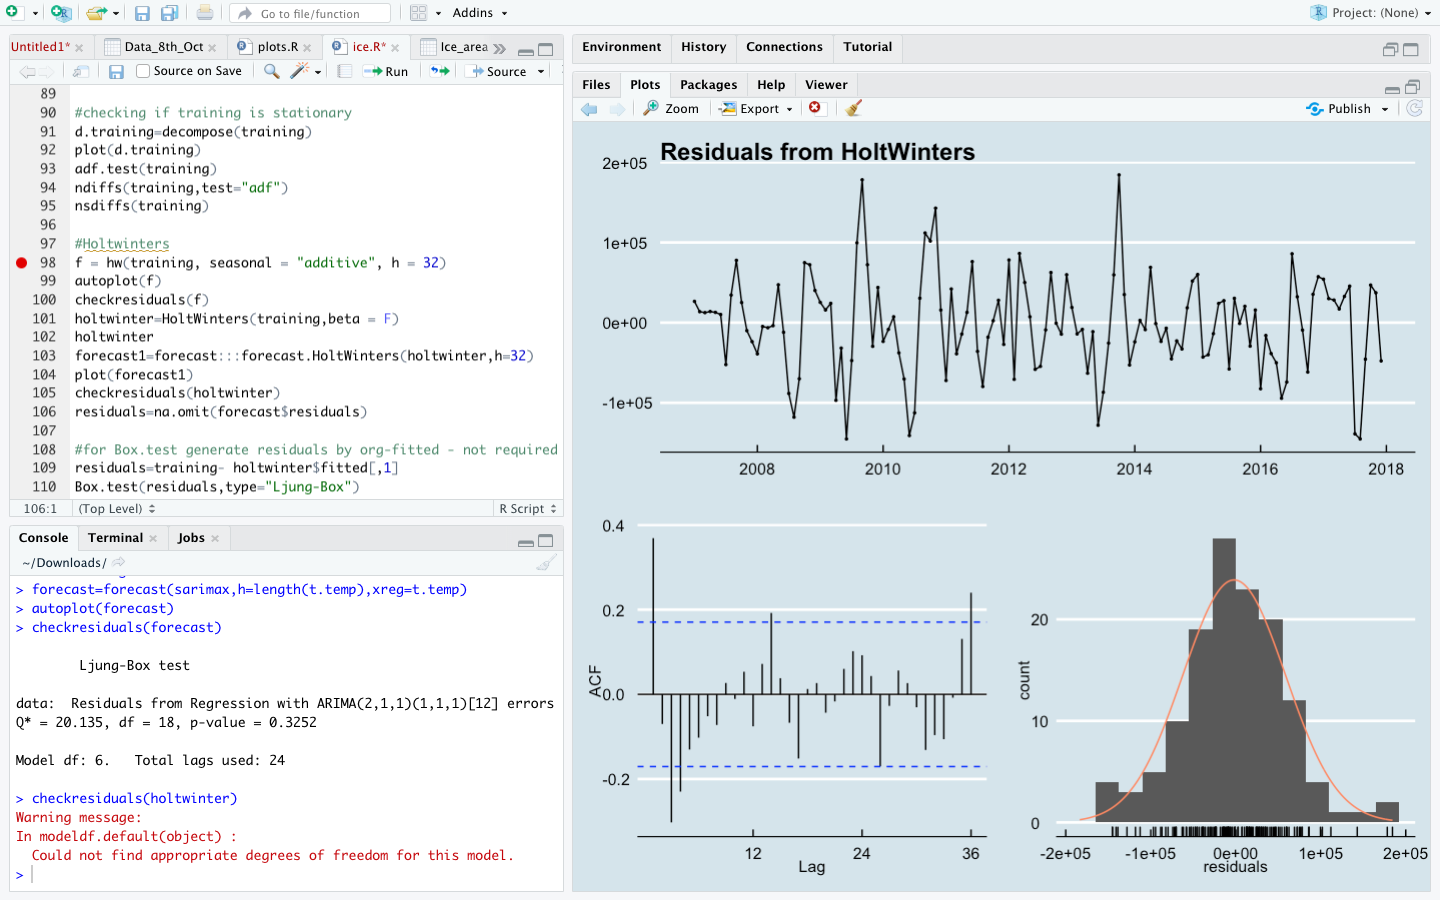 Go to file/function
Addins
Project: (None)
Untitled1*
Data_8th_Oct
plots.R
ice.R*
Ice_area
Source on Save
Run
Source
89
90 #checking if training is stationary
91 d.training=decompose(training)
92 plot(d.training)
93 adf.test(training)
94 ndiffs(training,test="adf")
95 nsdiffs(training)
96
97 #Holtwinters
98 f = hw(training, seasonal = "additive", h = 32)
99 autoplot(f)
100 checkresiduals(f)
101 holtwinter=HoltWinters(training,beta = F)
102 holtwinter
103 forecast1=forecast:::forecast.HoltWinters(holtwinter,h=32)
104 plot(forecast1)
105 checkresiduals(holtwinter)
106 residuals=na.omit(forecast$residuals)
107
108 #for Box.test generate residuals by org-fitted - not required
109 residuals=training- holtwinter$fitted[,1]
110 Box.test(residuals,type="Ljung-Box")
106:1 (Top Level) R Script
Console Terminal Jobs
~/Downloads/
> forecast=forecast(sarimax,h=length(t.temp),xreg=t.temp)
> autoplot(forecast)
> checkresiduals(forecast)
Ljung-Box test
data: Residuals from Regression with ARIMA(2,1,1)(1,1,1)[12] errors
Q* = 20.135, df = 18, p-value = 0.3252
Model df: 6. Total lags used: 24
> checkresiduals(holtwinter)
Warning message:
In modeldf.default(object) :
Could not find appropriate degrees of freedom for this model.
>
Environment History Connections Tutorial
Files Plots Packages Help Viewer
Zoom Export Publish
Residuals from HoltWinters
2e+05
1e+05
0e+00
-1e+05
2008 2010 2012 2014 2016 2018
0.4
0.2
0.0
-0.2
ACF
12 24 36
Lag
20
10
0
count
-2e+05 -1e+05 0e+00 1e+05 2e+05
residuals